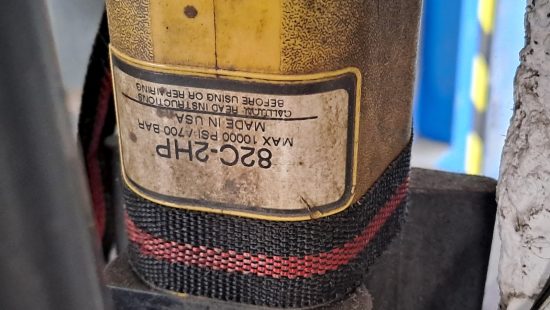 82C-2HP
MAX 10000 PSI / 700 BAR
MADE IN USA
CAUTION: READ INSTRUCTIONS
BEFORE USING OR REPAIRING